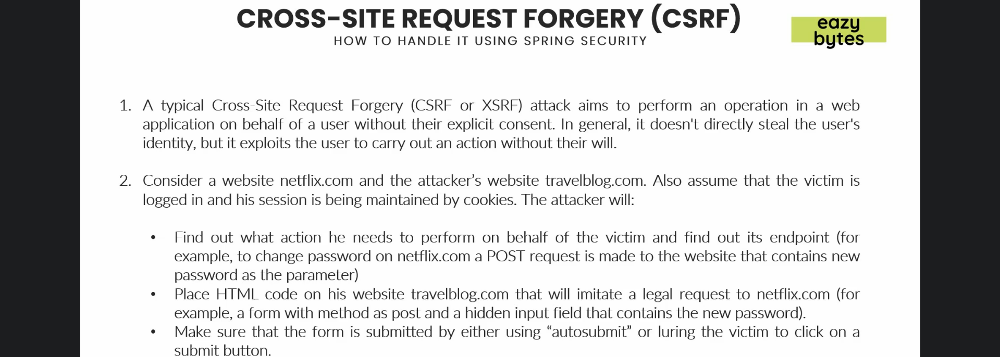 CROSS-SITE REQUEST FORGERY (CSRF)
HOW TO HANDLE IT USING SPRING SECURITY
eazy
bytes
1. A typical Cross-Site Request Forgery (CSRF or XSRF) attack aims to perform an operation in a web
application on behalf of a user without their explicit consent. In general, it doesn't directly steal the user's
identity, but it exploits the user to carry out an action without their will.
2. Consider a website netflix.com and the attacker’s website travelblog.com. Also assume that the victim is
logged in and his session is being maintained by cookies. The attacker will:
• Find out what action he needs to perform on behalf of the victim and find out its endpoint (for
example, to change password on netflix.com a POST request is made to the website that contains new
password as the parameter)
• Place HTML code on his website travelblog.com that will imitate a legal request to netflix.com (for
example, a form with method as post and a hidden input field that contains the new password).
• Make sure that the form is submitted by either using “autosubmit” or luring the victim to click on a
submit button.